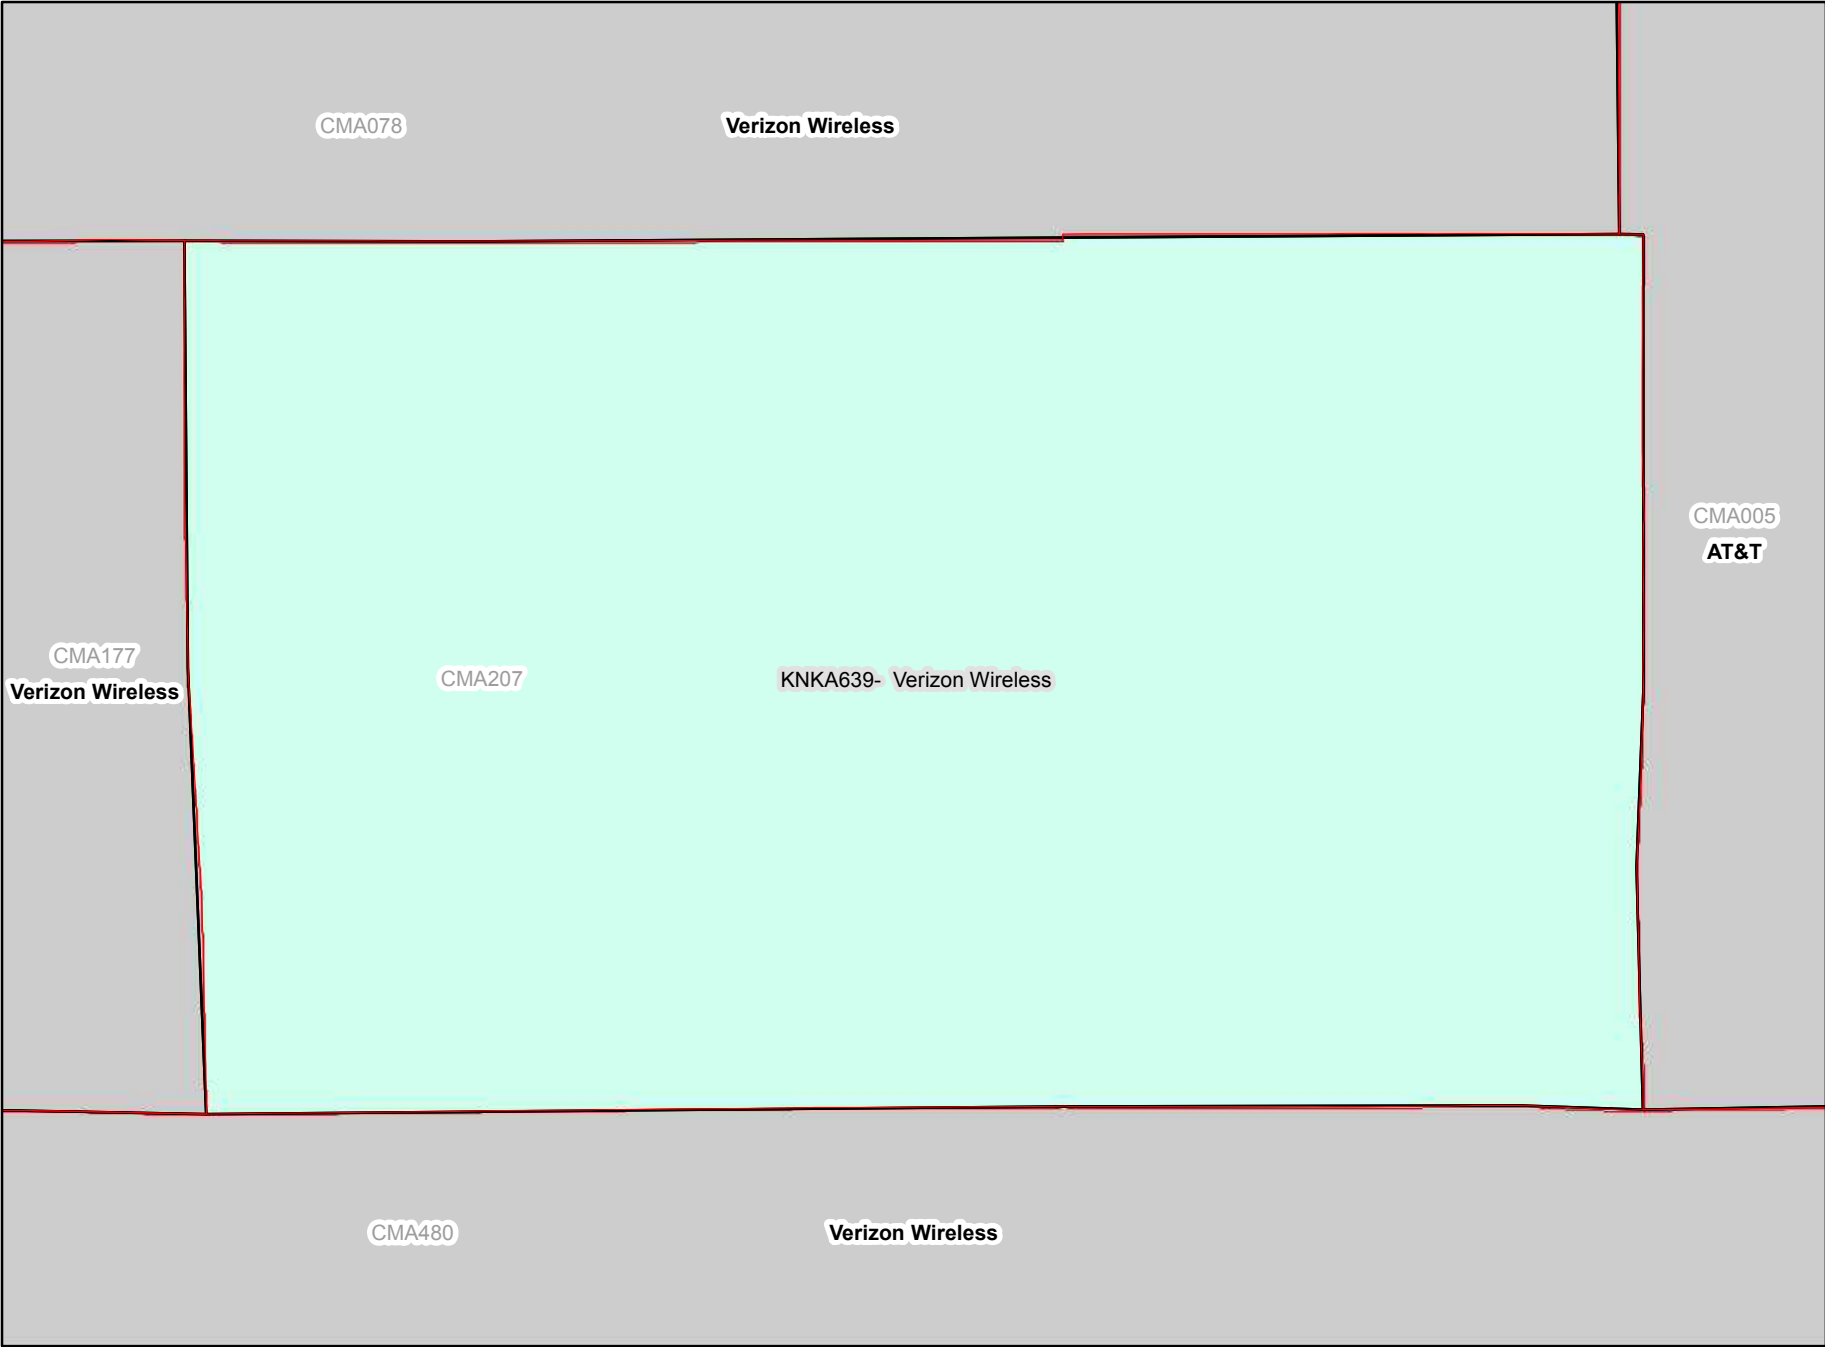 CMA078
Verizon Wireless
CMA005
AT&T
CMA177
Verizon Wireless
CMA207
KNKA639- Verizon Wireless
CMA480
Verizon Wireless